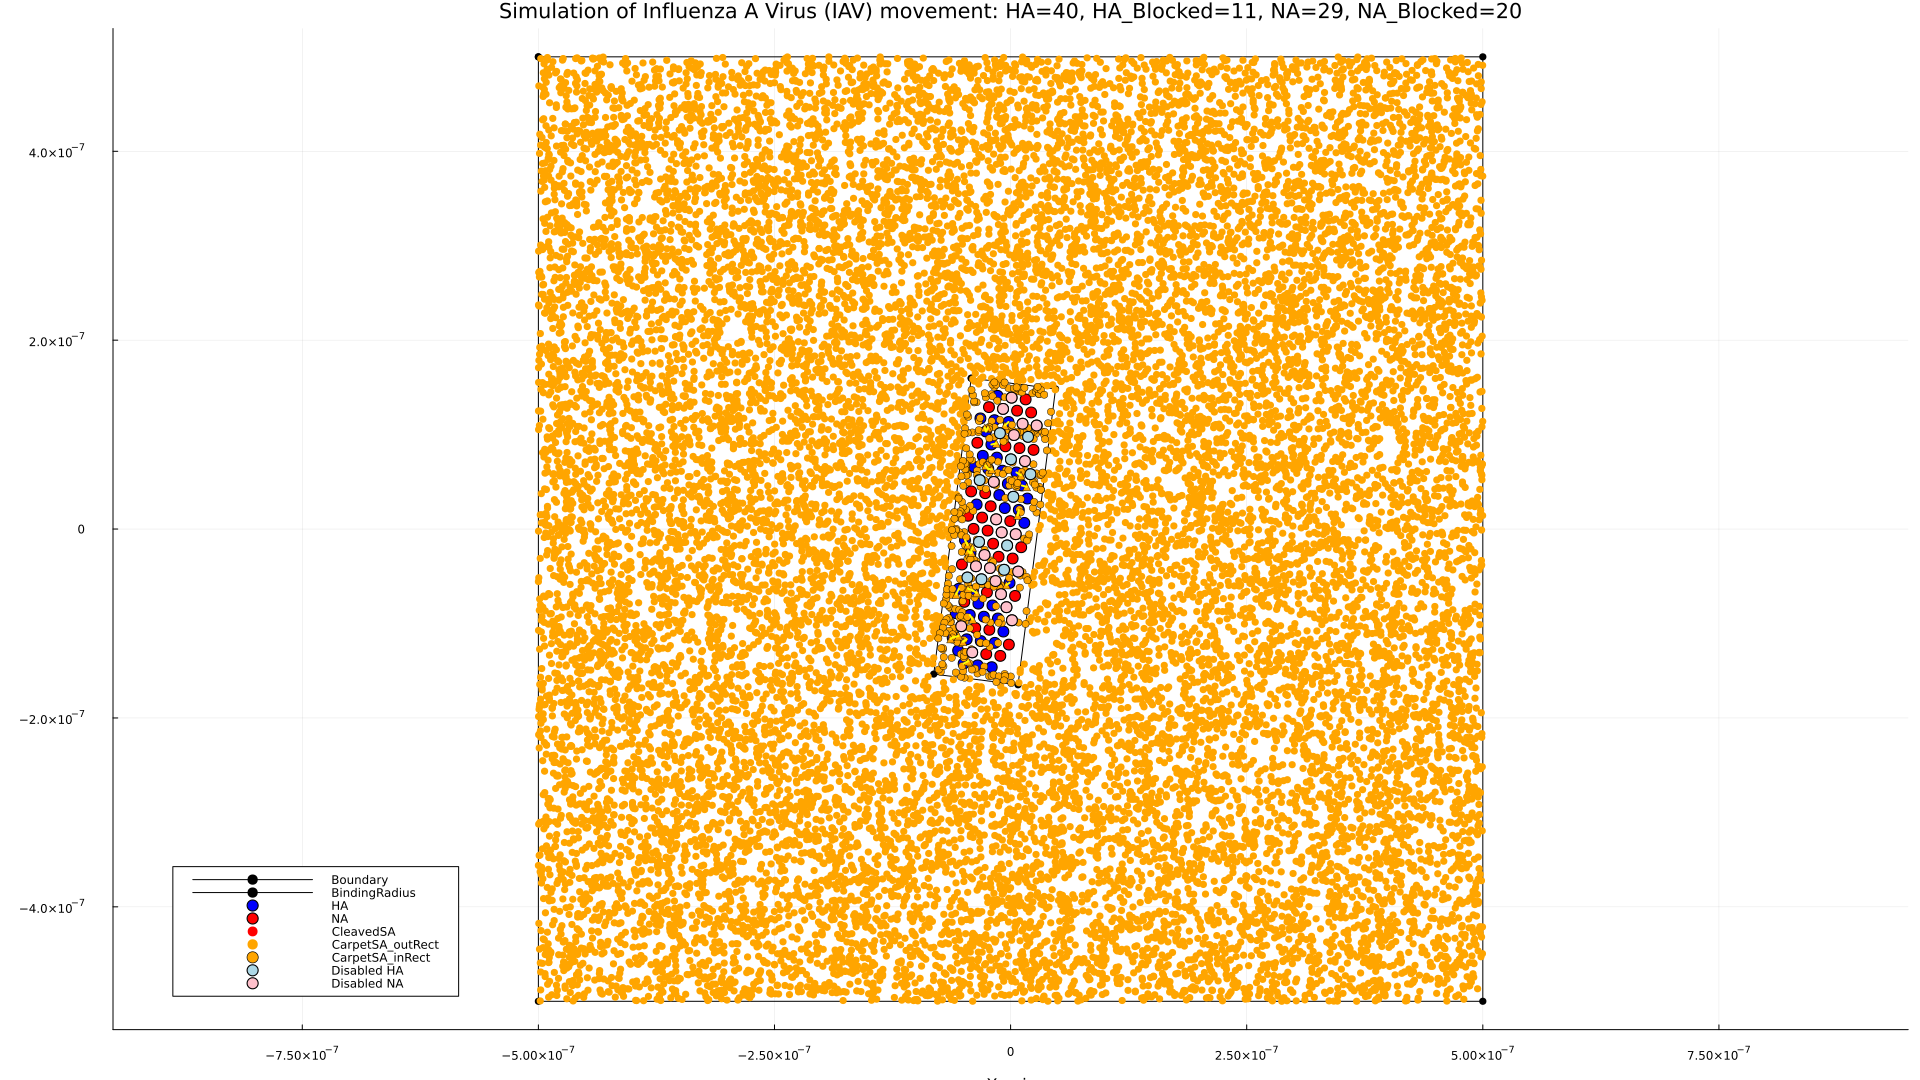 Simulation of Influenza A Virus (IAV) movement: HA=40, HA_Blocked=11, NA=29, NA_Blocked=20
4.0×10⁻⁷
2.0×10⁻⁷
0
−2.0×10⁻⁷
−4.0×10⁻⁷
Boundary
BindingRadius
HA
NA
CleavedSA
CarpetSA_outRect
CarpetSA_inRect
Disabled HA
Disabled NA
−7.50×10⁻⁷ −5.00×10⁻⁷ −2.50×10⁻⁷ 0 2.50×10⁻⁷ 5.00×10⁻⁷ 7.50×10⁻⁷